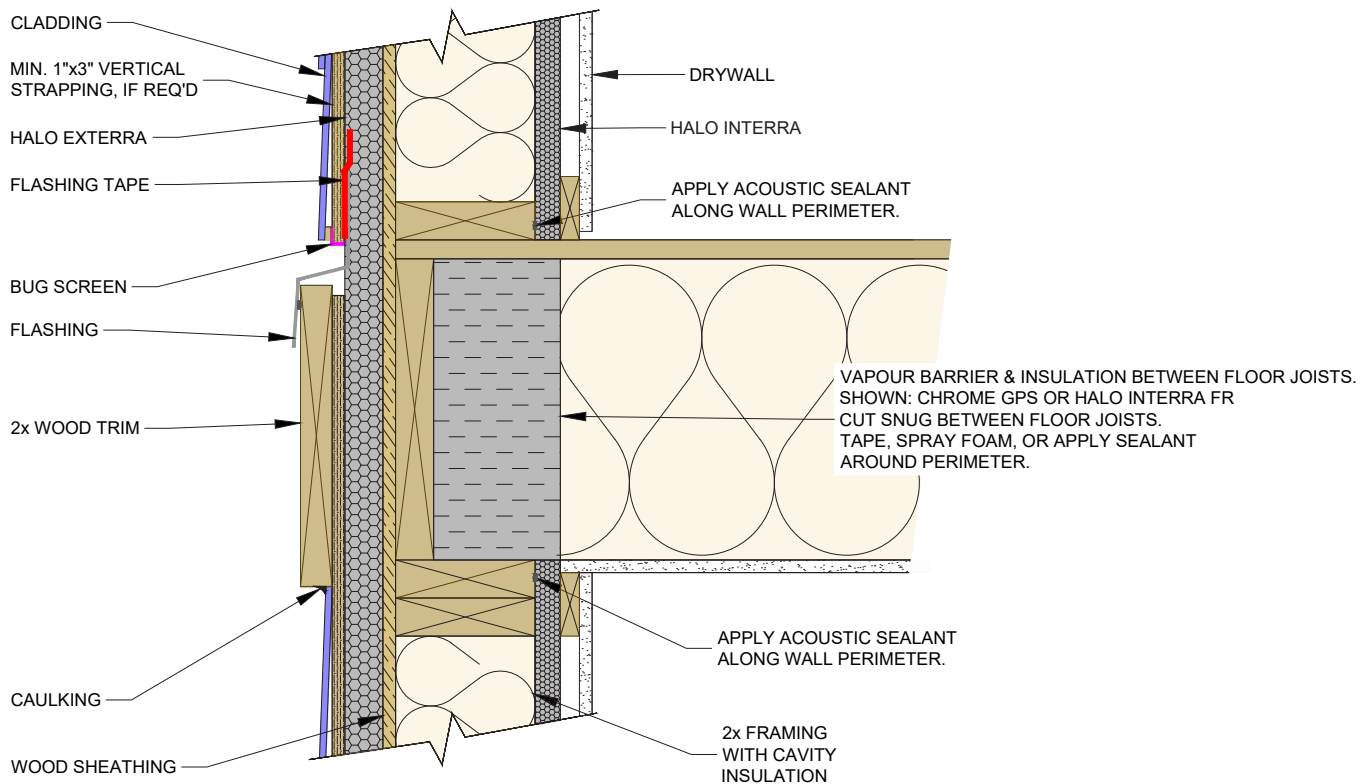 CLADDING
MIN. 1"x3" VERTICAL
STRAPPING, IF REQ'D
HALO EXTERRA
FLASHING TAPE
BUG SCREEN
FLASHING
2x WOOD TRIM
CAULKING
WOOD SHEATHING
DRYWALL
HALO INTERRA
APPLY ACOUSTIC SEALANT
ALONG WALL PERIMETER.
VAPOUR BARRIER & INSULATION BETWEEN FLOOR JOISTS.
SHOWN: CHROME GPS OR HALO INTERRA FR
CUT SNUG BETWEEN FLOOR JOISTS.
TAPE, SPRAY FOAM, OR APPLY SEALANT
AROUND PERIMETER.
APPLY ACOUSTIC SEALANT
ALONG WALL PERIMETER.
2x FRAMING
WITH CAVITY
INSULATION